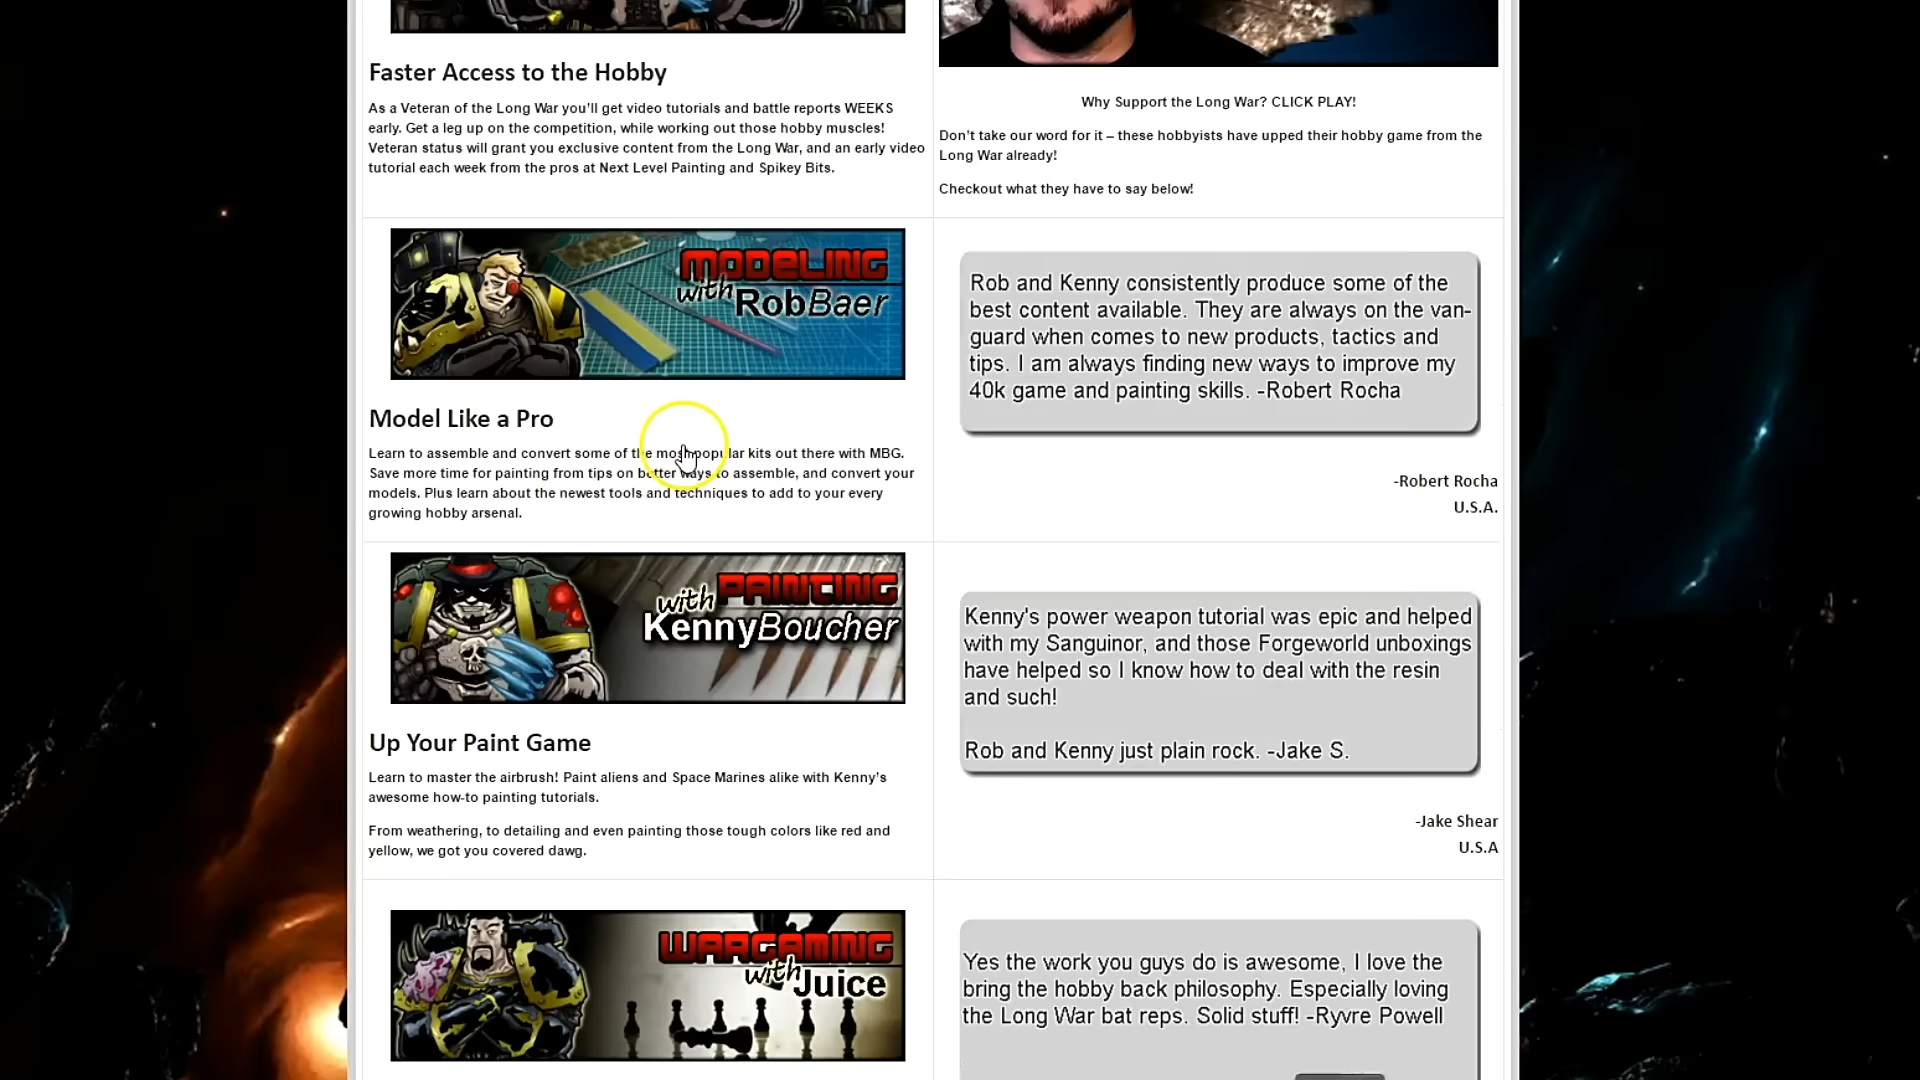 Faster Access to the Hobby
As a Veteran of the Long War you'll get video tutorials and battle reports WEEKS
early. Get a leg up on the competition, while working out those hobby muscles!
Veteran status will grant you exclusive content from the Long War, and an early video
tutorial each week from the pros at Next Level Painting and Spikey Bits.
Why Support the Long War? CLICK PLAY!
Don't take our word for it – these hobbyists have upped their hobby game from the
Long War already!
Checkout what they have to say below!
MODELING
with RobBaer
Model Like a Pro
Learn to assemble and convert some of the most popular kits out there with MBG.
Save more time for painting from tips on better ways to assemble, and convert your
models. Plus learn about the newest tools and techniques to add to your every
growing hobby arsenal.
Rob and Kenny consistently produce some of the
best content available. They are always on the van-
guard when comes to new products, tactics and
tips. I am always finding new ways to improve my
40k game and painting skills. -Robert Rocha
-Robert Rocha
U.S.A.
with PAINTING
KennyBoucher
Up Your Paint Game
Learn to master the airbrush! Paint aliens and Space Marines alike with Kenny's
awesome how-to painting tutorials.
From weathering, to detailing and even painting those tough colors like red and
yellow, we got you covered dawg.
Kenny's power weapon tutorial was epic and helped
with my Sanguinor, and those Forgeworld unboxings
have helped so I know how to deal with the resin
and such!
Rob and Kenny just plain rock. -Jake S.
-Jake Shear
U.S.A
WARGAMING
with Juice
Yes the work you guys do is awesome, I love the
bring the hobby back philosophy. Especially loving
the Long War bat reps. Solid stuff! -Ryvre Powell